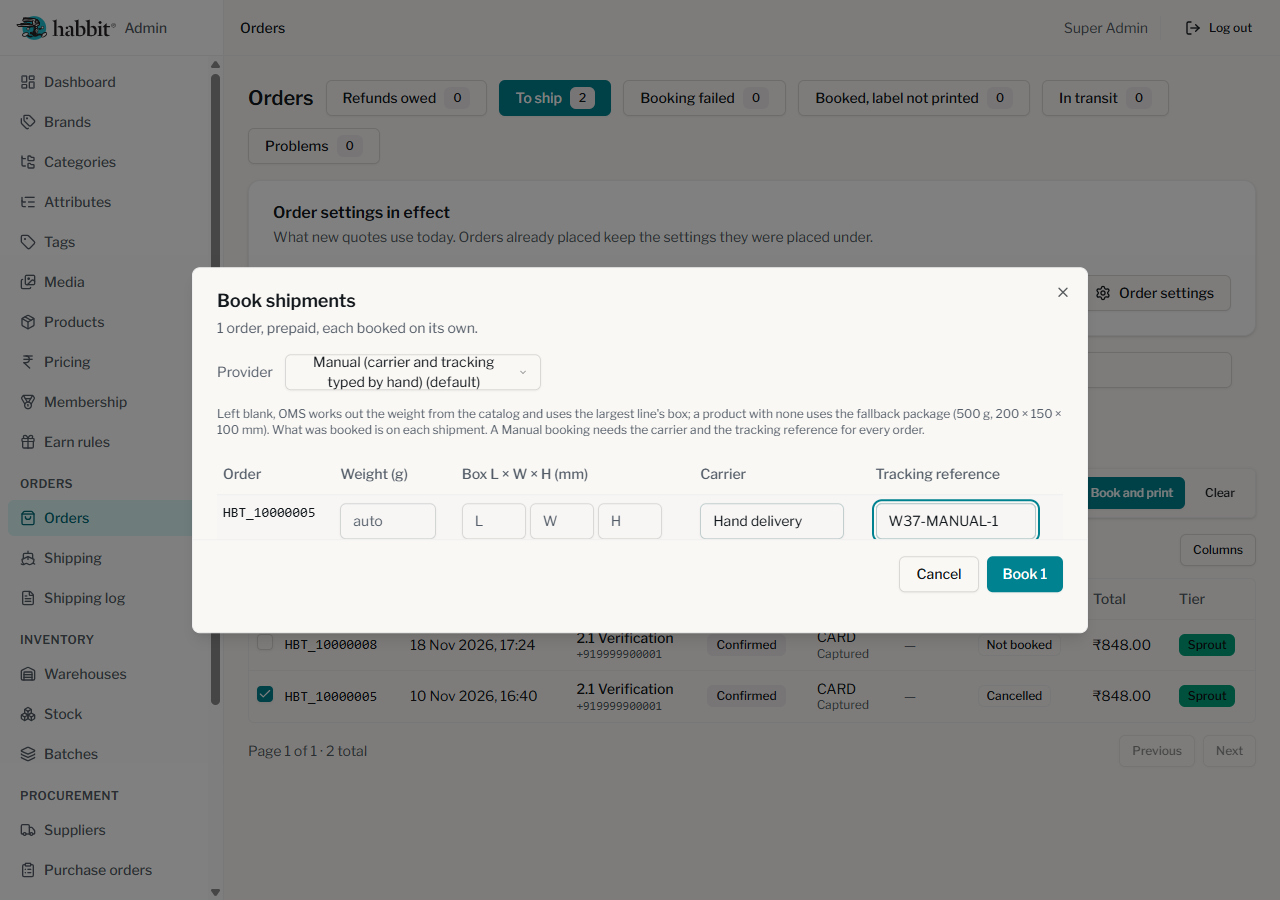 habbit® Admin
Orders
Super Admin
Log out
Dashboard
Brands
Categories
Attributes
Tags
Media
Products
Pricing
Membership
Earn rules
ORDERS
Orders
Shipping
Shipping log
INVENTORY
Warehouses
Stock
Batches
PROCUREMENT
Suppliers
Purchase orders
Orders
Refunds owed 0
To ship 2
Booking failed 0
Booked, label not printed 0
In transit 0
Problems 0
Order settings in effect
What new quotes use today. Orders already placed keep the settings they were placed under.
Order settings
Book shipments
1 order, prepaid, each booked on its own.
Provider
Manual (carrier and tracking
typed by hand) (default)
Left blank, OMS works out the weight from the catalog and uses the largest line's box; a product with none uses the fallback package (500 g, 200 × 150 ×
100 mm). What was booked is on each shipment. A Manual booking needs the carrier and the tracking reference for every order.
Order Weight (g) Box L × W × H (mm) Carrier Tracking reference
HBT_10000005 auto L W H Hand delivery W37-MANUAL-1
Cancel
Book 1
Book and print
Clear
Columns
Total Tier
HBT_10000008 18 Nov 2026, 17:24 2.1 Verification Confirmed CARD — Not booked ₹848.00 Sprout
+919999900001 Captured
HBT_10000005 10 Nov 2026, 16:40 2.1 Verification Confirmed CARD — Cancelled ₹848.00 Sprout
+919999900001 Captured
Page 1 of 1 · 2 total
Previous
Next